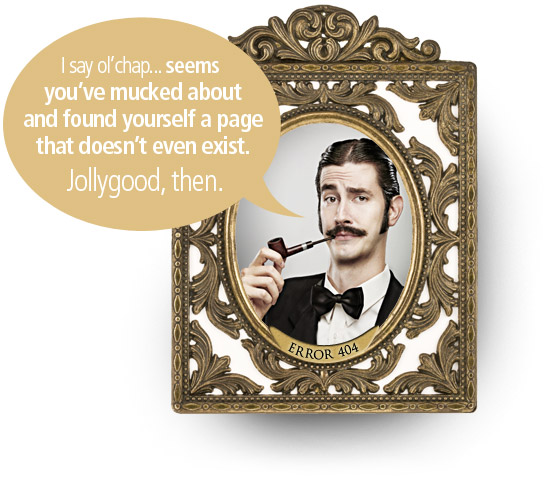 I say ol'chap... seems
you've mucked about
and found yourself a page
that doesn't even exist.
Jollygood, then.
ERROR 404